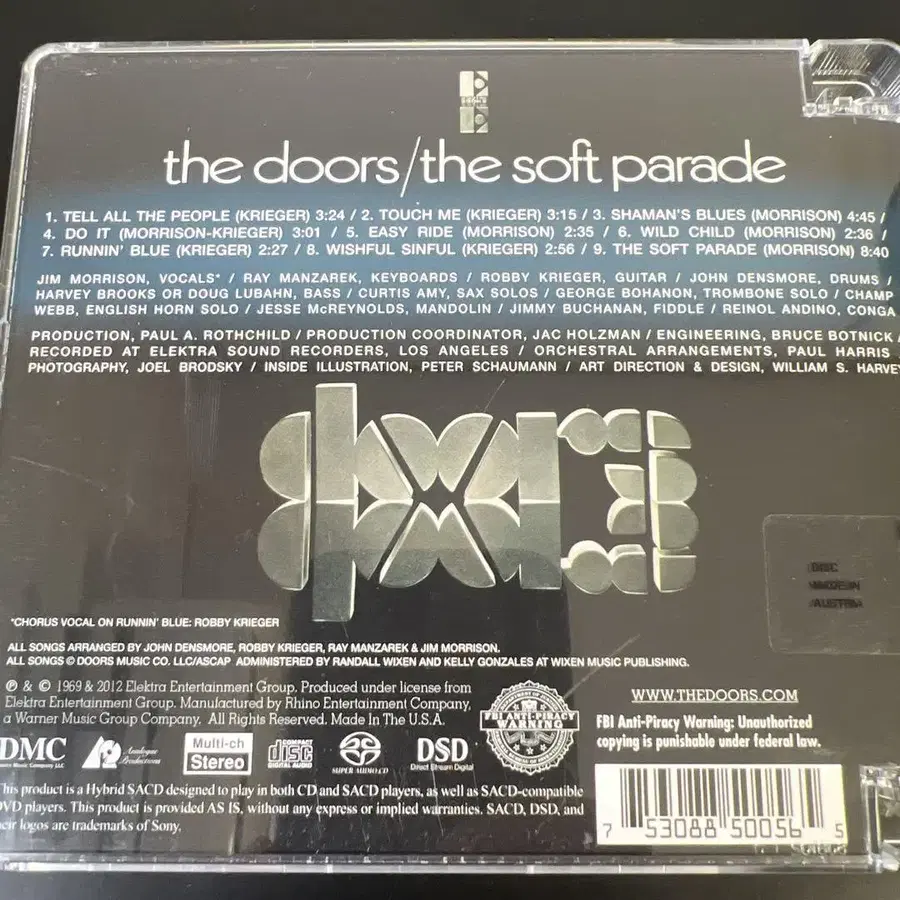 the doors/the soft parade
1. TELL ALL THE PEOPLE (KRIEGER) 3:24 / 2. TOUCH ME (KRIEGER) 3:15 / 3. SHAMAN'S BLUES (MORRISON) 4:45 /
4. DO IT (MORRISON-KRIEGER) 3:01 / 5. EASY RIDE (MORRISON) 2:35 / 6. WILD CHILD (MORRISON) 2:36 /
7. RUNNIN' BLUE (KRIEGER) 2:27 / 8. WISHFUL SINFUL (KRIEGER) 2:56 / 9. THE SOFT PARADE (MORRISON) 8:40
JIM MORRISON, VOCALS* / RAY MANZAREK, KEYBOARDS / ROBBY KRIEGER, GUITAR / JOHN DENSMORE, DRUMS /
HARVEY BROOKS OR DOUG LUBAHN, BASS / CURTIS AMY, SAX SOLOS / GEORGE BOHANON, TROMBONE SOLO / CHAMP
WEBB, ENGLISH HORN SOLO / JESSE McREYNOLDS, MANDOLIN / JIMMY BUCHANAN, FIDDLE / REINOL ANDINO, CONGA
PRODUCTION, PAUL A. ROTHCHILD / PRODUCTION COORDINATOR, JAC HOLZMAN / ENGINEERING, BRUCE BOTNICK /
RECORDED AT ELEKTRA SOUND RECORDERS, LOS ANGELES / ORCHESTRAL ARRANGEMENTS, PAUL HARRIS
PHOTOGRAPHY, JOEL BRODSKY / INSIDE ILLUSTRATION, PETER SCHAUMANN / ART DIRECTION & DESIGN, WILLIAM S. HARVEY
DISC
MADE IN
AUSTRIA
*CHORUS VOCAL ON RUNNIN' BLUE: ROBBY KRIEGER
ALL SONGS ARRANGED BY JOHN DENSMORE, ROBBY KRIEGER, RAY MANZAREK & JIM MORRISON.
ALL SONGS © DOORS MUSIC CO. LLC/ASCAP ADMINISTERED BY RANDALL WIXEN AND KELLY GONZALES AT WIXEN MUSIC PUBLISHING.
℗ & © 1969 & 2012 Elektra Entertainment Group. Produced under license from
Elektra Entertainment Group. Manufactured by Rhino Entertainment Company,
a Warner Music Group Company. All Rights Reserved. Made In The U.S.A.
FBI ANTI-PIRACY
WARNING
WWW.THEDOORS.COM
FBI Anti-Piracy Warning: Unauthorized
copying is punishable under federal law.
DMC
Music Company LLC
Analogue Productions
Multi-ch
Stereo
COMPACT
disc
DIGITAL AUDIO
SUPER AUDIO CD
DSD
Direct Stream Digital
This product is a Hybrid SACD designed to play in both CD and SACD players, as well as SACD-compatible
DVD players. This product is provided AS IS, without any express or implied warranties. SACD, DSD, and
their logos are trademarks of Sony.
7 53088 50056 5